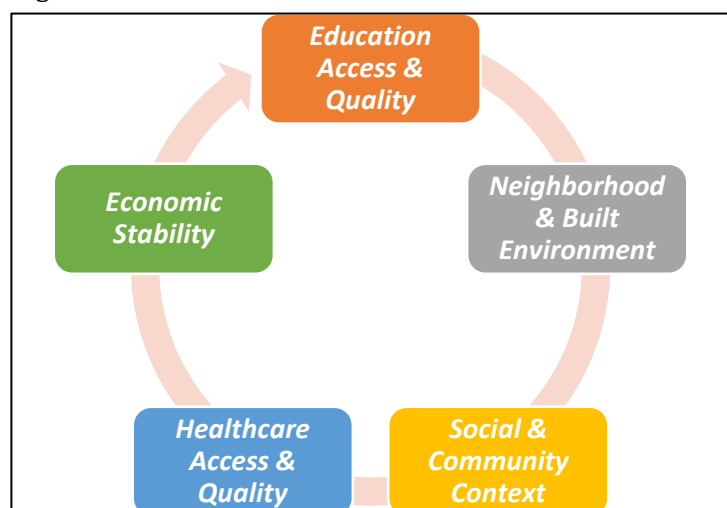 Education
Access &
Quality
Neighborhood
& Built
Environment
Social &
Community
Context
Healthcare
Access &
Quality
Economic
Stability